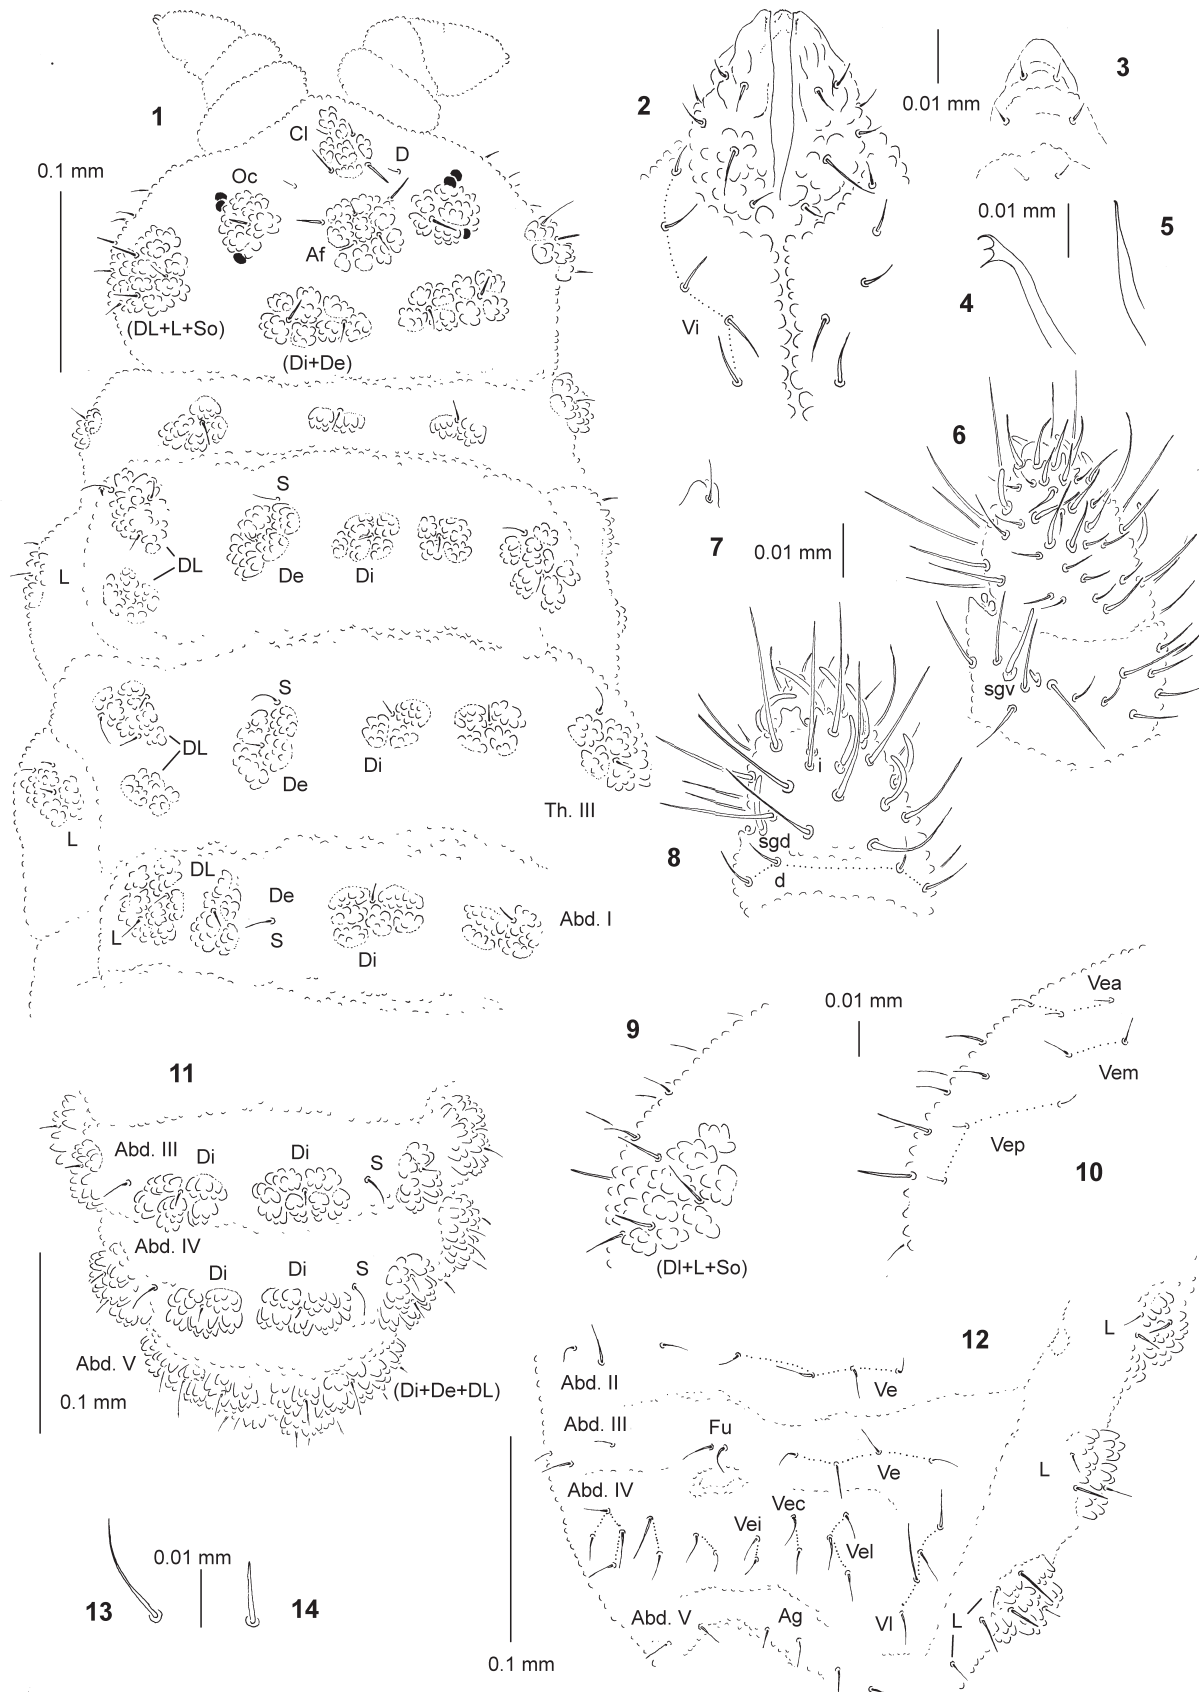 1
Cl
D
0.1 mm
Oc
Af
(DL+L+So)
(Di+De)
2
0.01 mm
3
Vi
0.01 mm
5
4
6
S
DL
L
De
Di
7
0.01 mm
sgv
S
DL
De
Di
L
Th. III
i
sgd
8
d
DL
De
L
S
Di
Abd. I
9
0.01 mm
Vea
Vem
Vep
10
(Dl+L+So)
11
Abd. III
Di
Di
S
Abd. IV
Di
Di
S
Abd. V
(Di+De+DL)
0.1 mm
12
L
Abd. II
Ve
Abd. III
Fu
Ve
L
Abd. IV
Vec
Vei
Vel
Abd. V
Ag
Vl
L
0.1 mm
13
0.01 mm
14